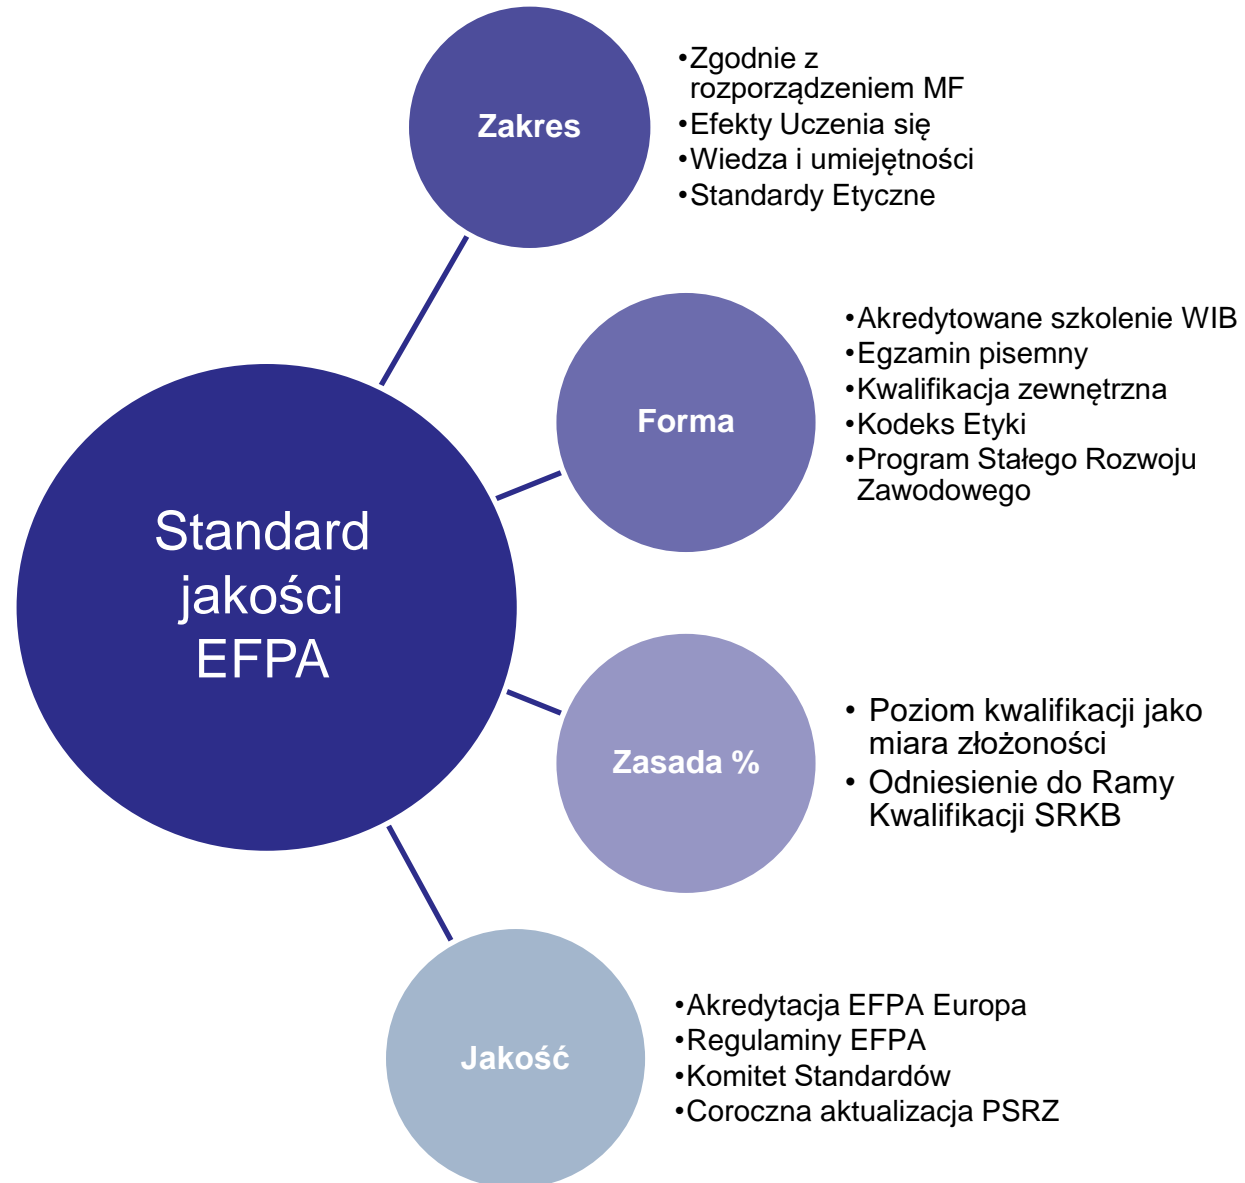 Zakres
•Zgodnie z
rozporządzeniem MF
•Efekty Uczenia się
•Wiedza i umiejętności
•Standardy Etyczne
Forma
•Akredytowane szkolenie WIB
•Egzamin pisemny
•Kwalifikacja zewnętrzna
•Kodeks Etyki
•Program Stałego Rozwoju
Zawodowego
Standard
jakości
EFPA
Zasada %
• Poziom kwalifikacji jako
miara złożoności
• Odniesienie do Ramy
Kwalifikacji SRKB
Jakość
•Akredytacja EFPA Europa
•Regulaminy EFPA
•Komitet Standardów
•Coroczna aktualizacja PSRZ